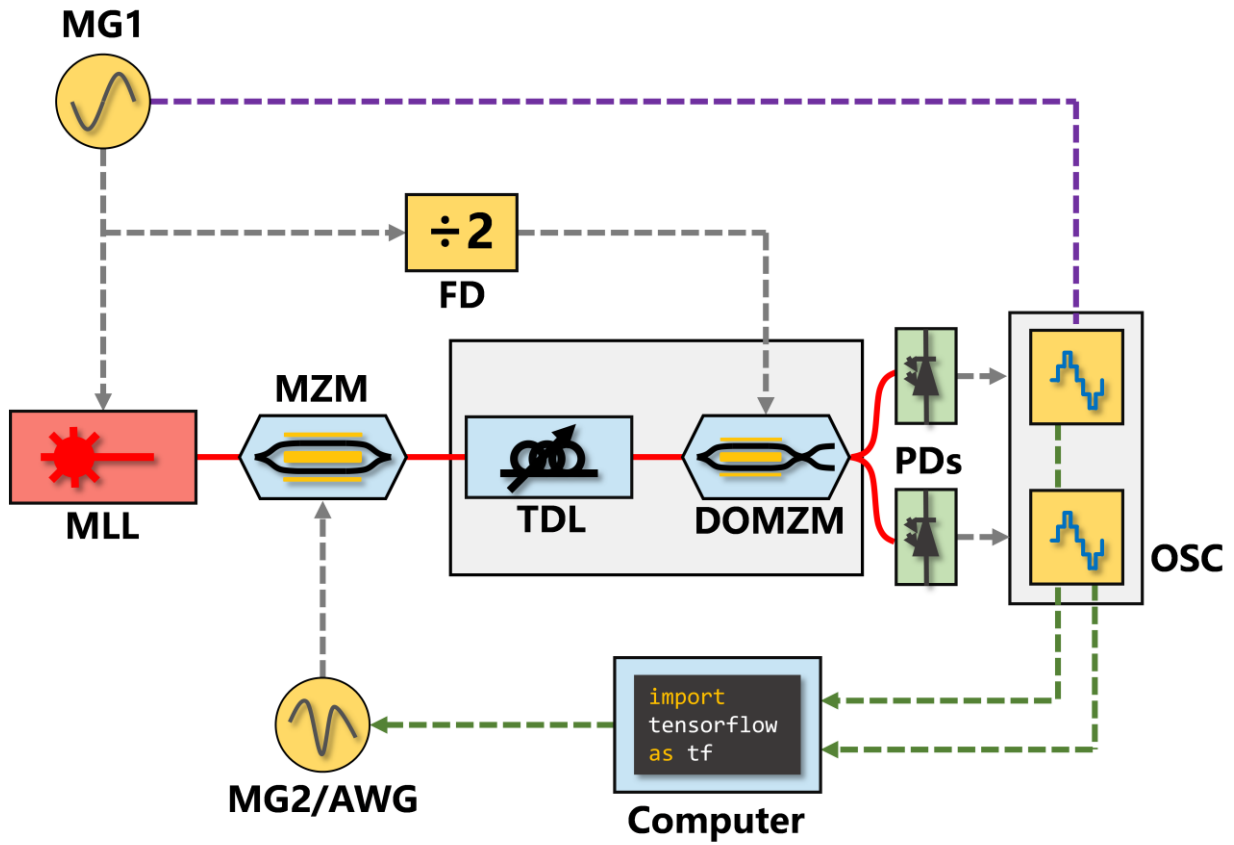 MG1
÷2
FD
MZM
MLL
TDL
DOMZM
PDs
OSC
import
tensorflow
as tf
MG2/AWG
Computer